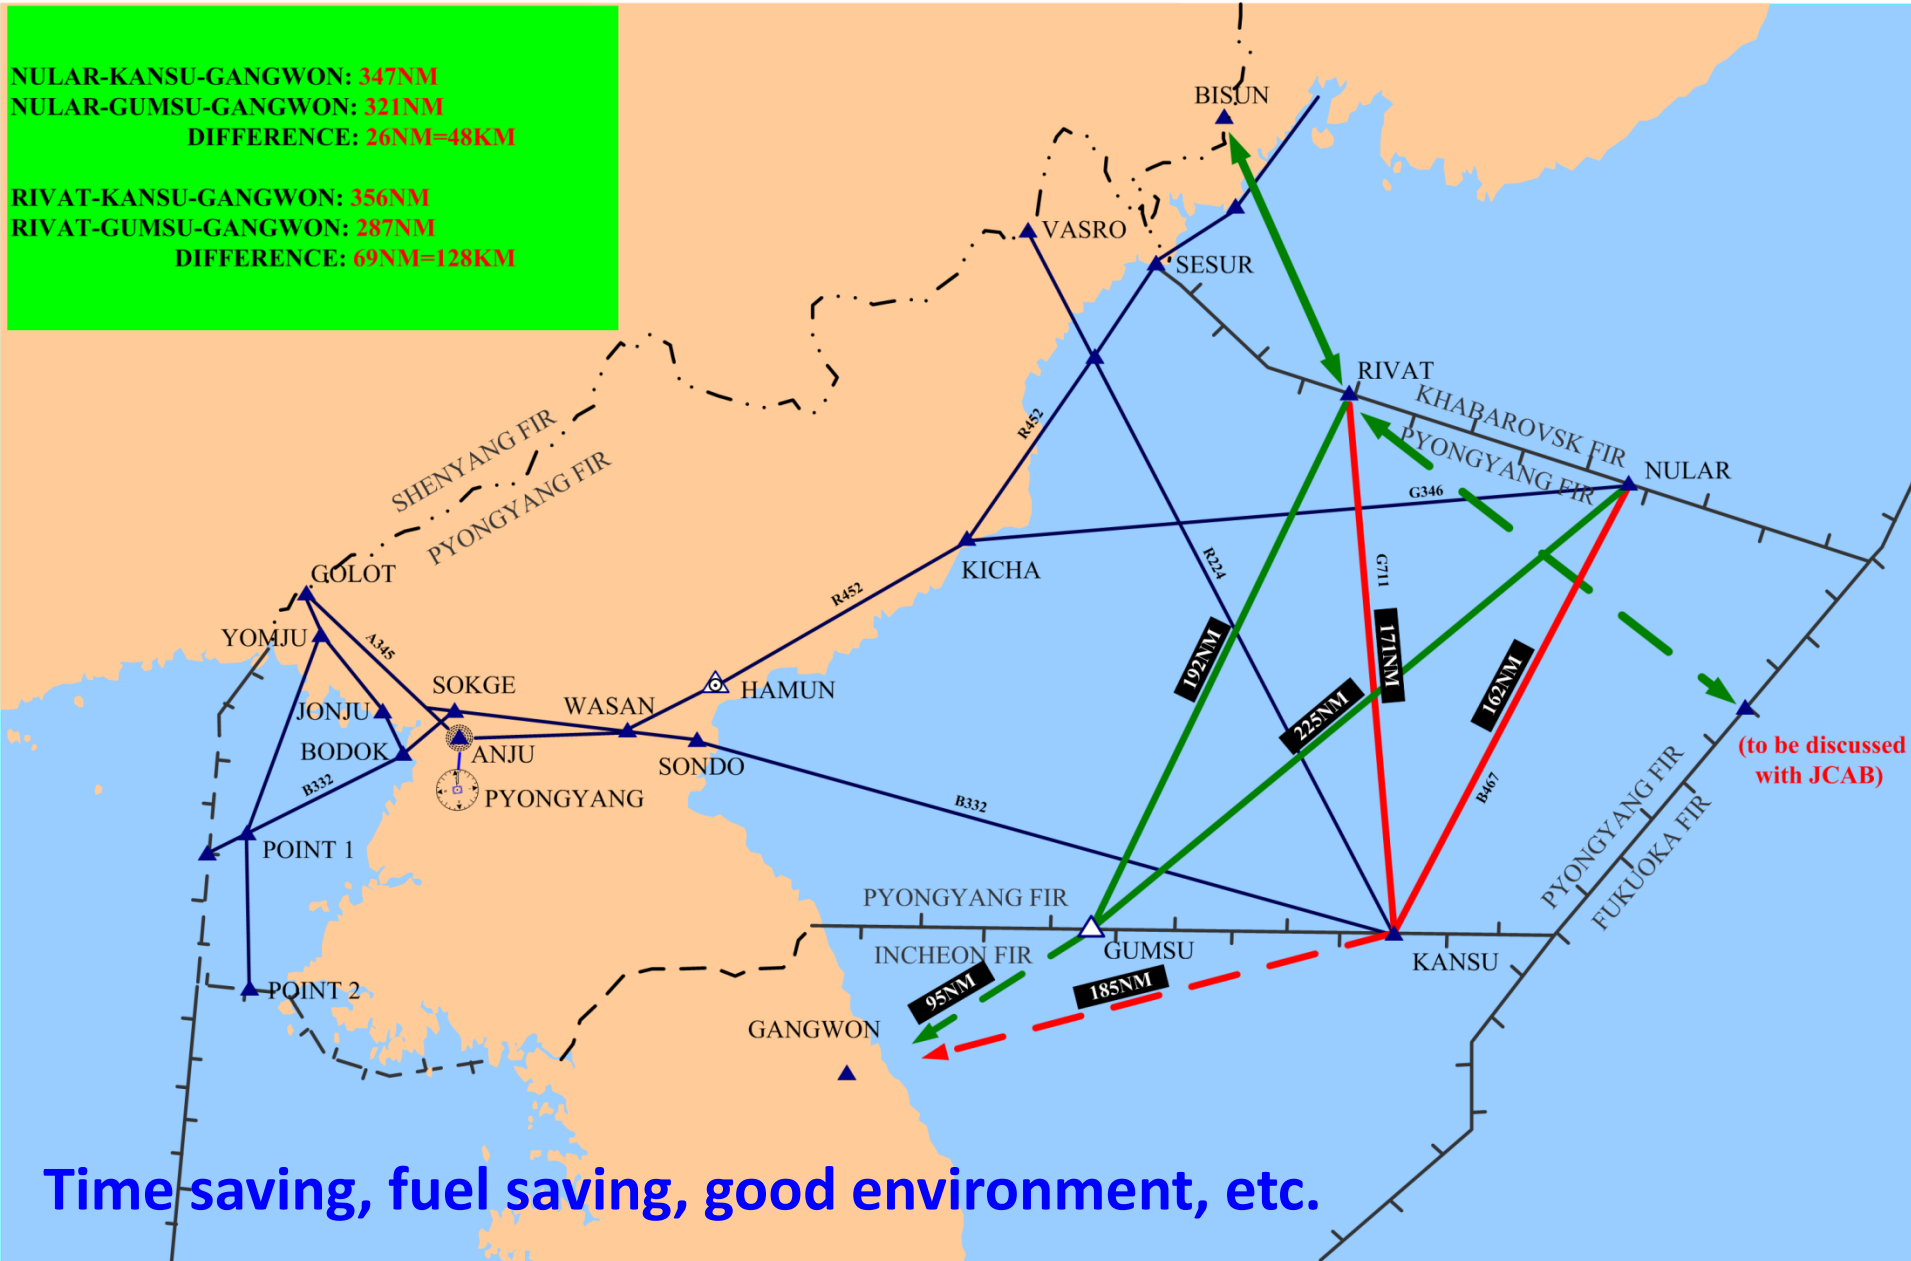 NULAR-KANSU-GANGWON: 347NM
NULAR-GUMSU-GANGWON: 321NM
DIFFERENCE: 26NM=48KM
RIVAT-KANSU-GANGWON: 356NM
RIVAT-GUMSU-GANGWON: 287NM
DIFFERENCE: 69NM=128KM
BISUN
VASRO
SESUR
RIVAT
KHABAROVSK FIR
PYONGYANG FIR
NULAR
SHENYANG FIR
PYONGYANG FIR
R452
G346
GOLOT
KICHA
R224
G711
R452
YOMJU
A345
192NM
171NM
162NM
SOKGE
WASAN
HAMUN
JONJU
225NM
BODOK
ANJU
SONDO
(to be discussed
with JCAB)
B332
PYONGYANG
B332
B467
POINT 1
PYONGYANG FIR
FUKUOKA FIR
PYONGYANG FIR
INCHEON FIR
GUMSU
KANSU
95NM
185NM
POINT 2
GANGWON
Time saving, fuel saving, good environment, etc.